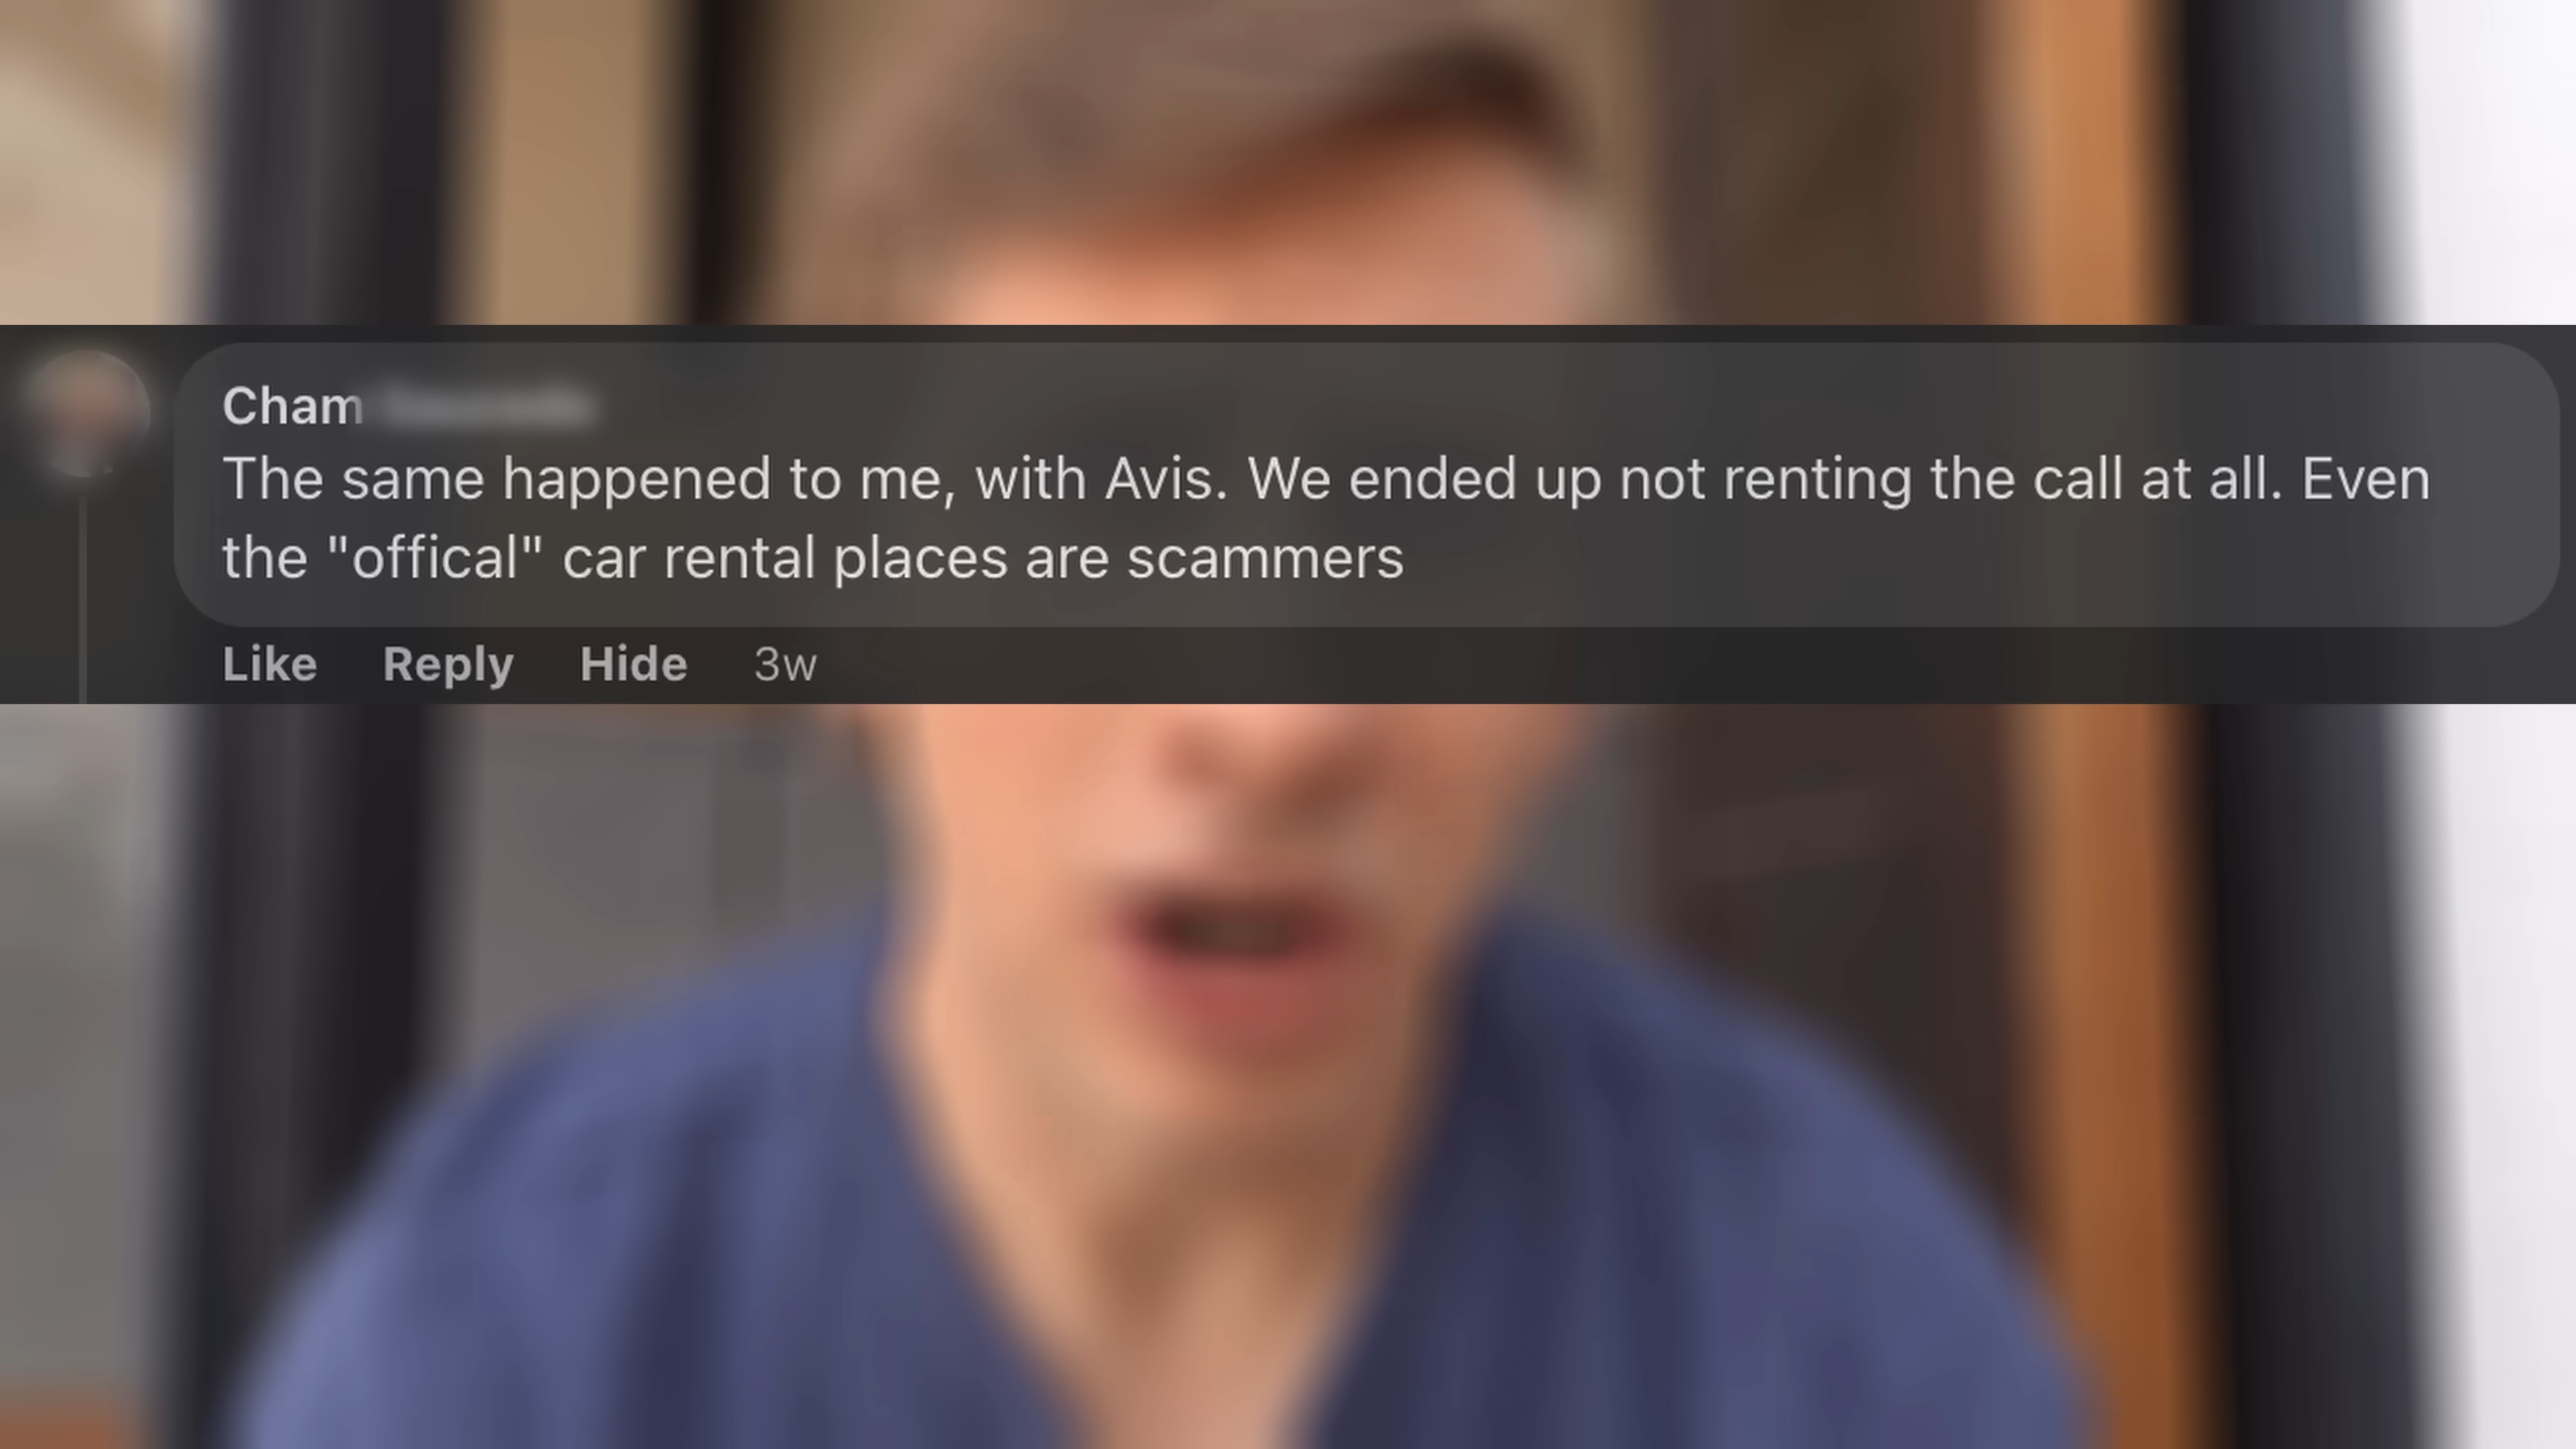 Cham
The same happened to me, with Avis. We ended up not renting the call at all. Even
the "offical" car rental places are scammers
Like Reply Hide 3w